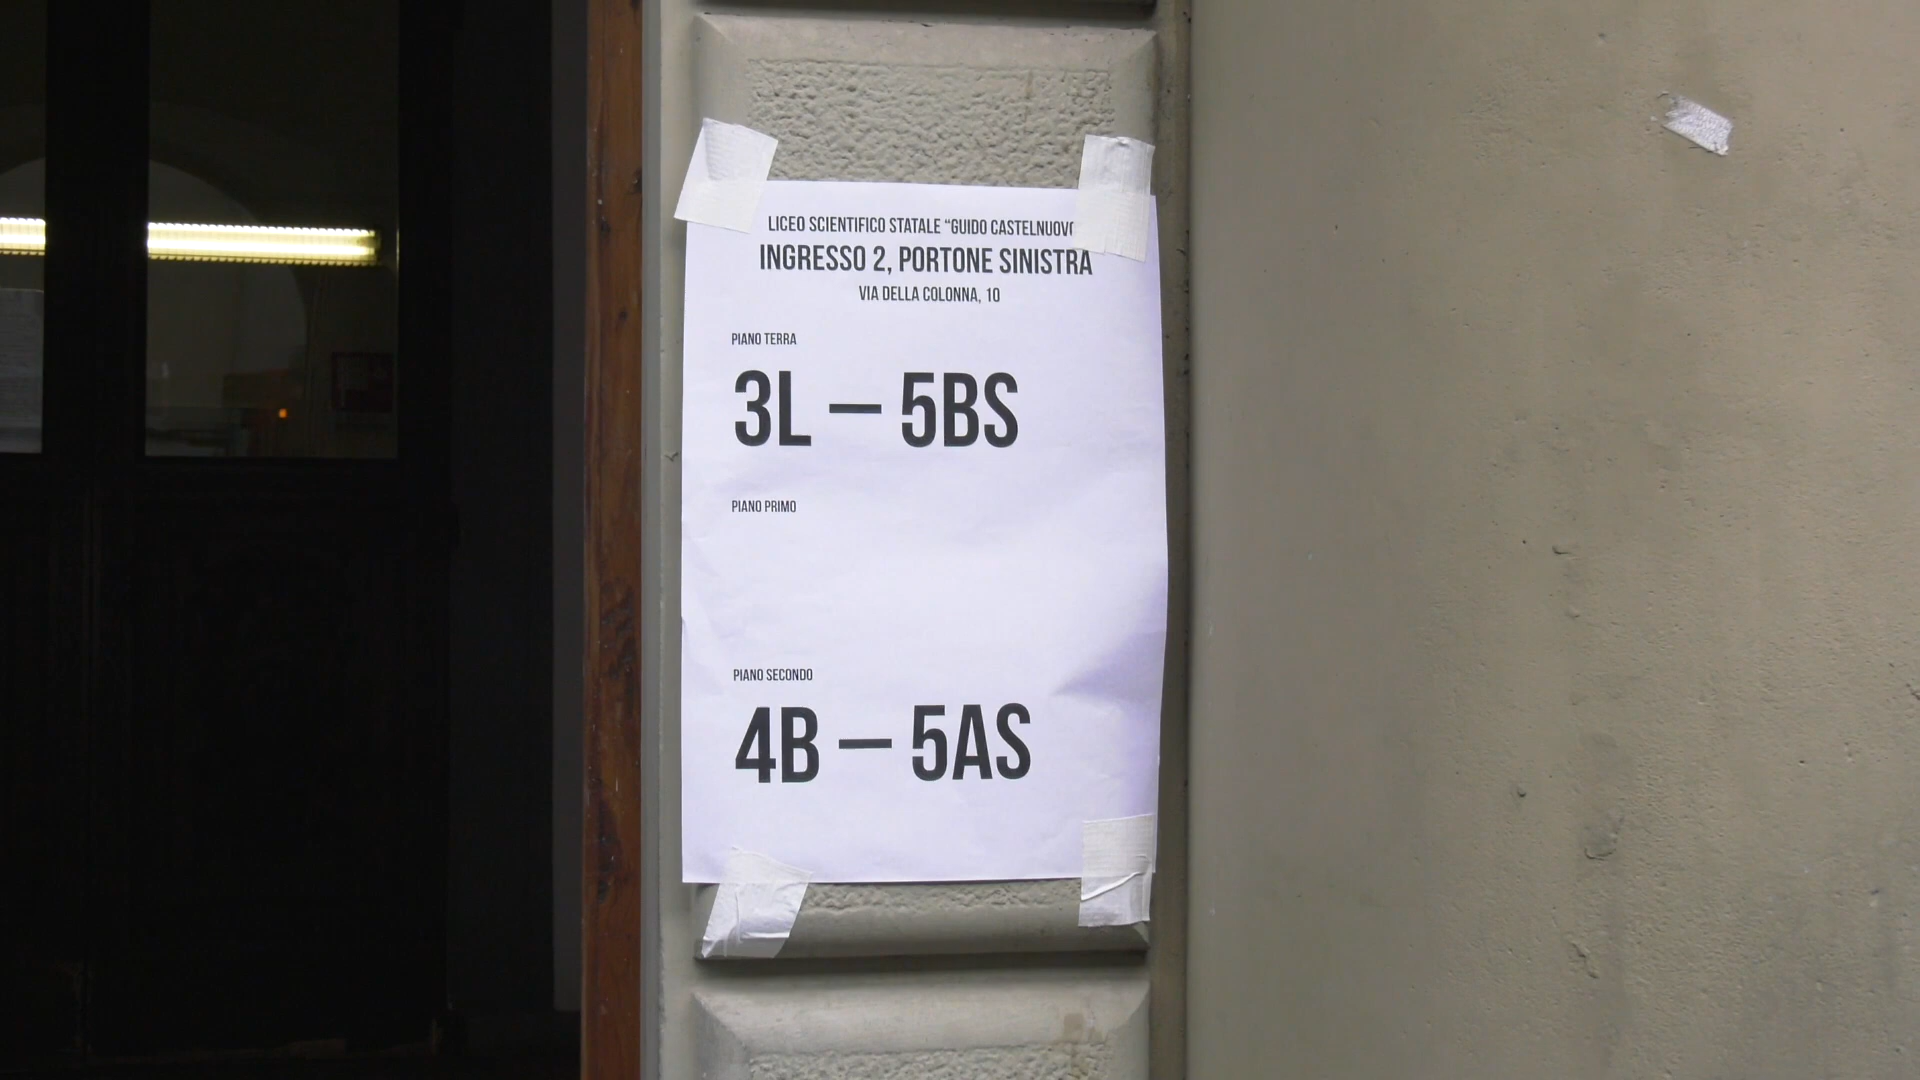 LICEO SCIENTIFICO STATALE “GUIDO CASTELNUOVO
INGRESSO 2, PORTONE SINISTRA
VIA DELLA COLONNA, 10
PIANO TERRA
3L — 5BS
PIANO PRIMO
PIANO SECONDO
4B — 5AS